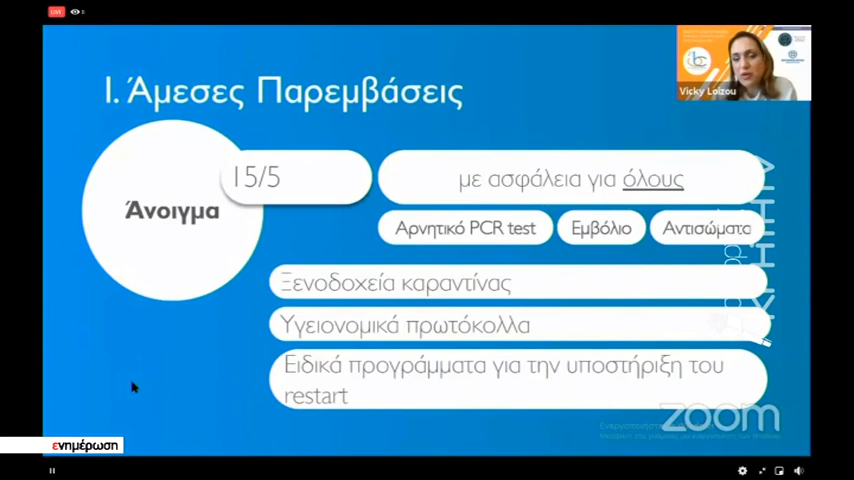 LIVE
Ι. Άμεσες Παρεμβάσεις
Vicky Loizou
Άνοιγμα
15/5
με ασφάλεια για όλους
Αρνητικό PCR test
Εμβόλιο
Αντισώματα
Ξενοδοχεία καραντίνας
Υγειονομικά πρωτόκολλα
Ειδικά προγράμματα για την υποστήριξη του
restart
zoom
ενημέρωση